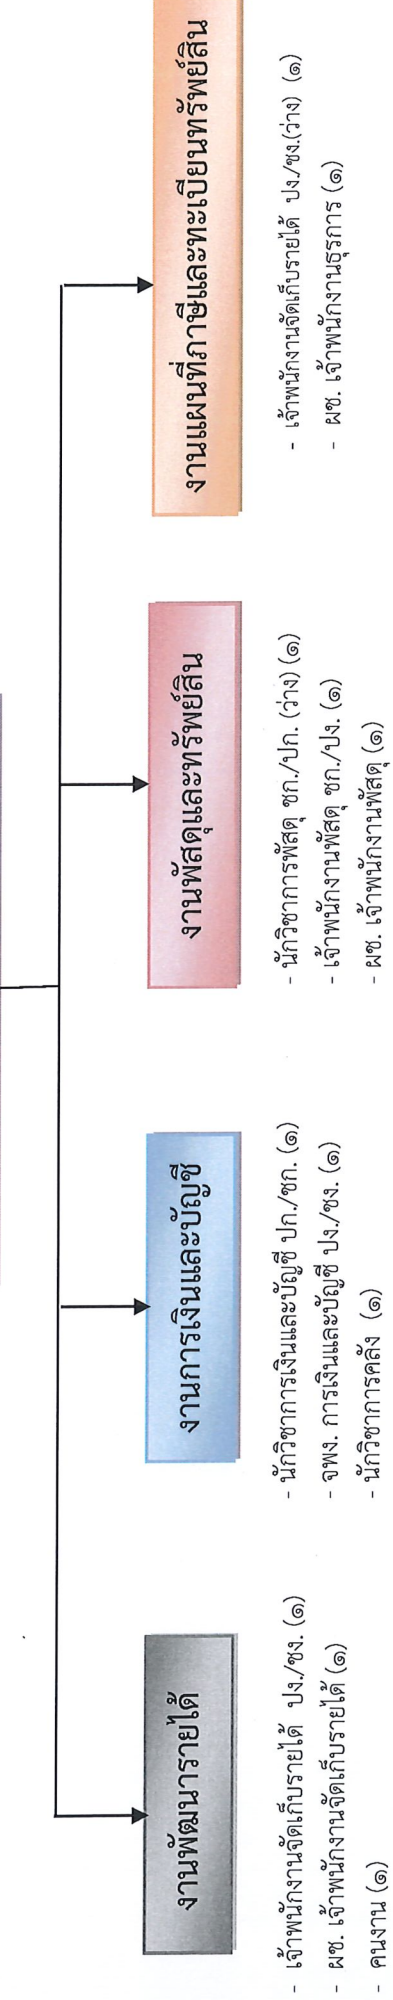 งานพัฒนารายได้
- เจ้าพนักงานจัดเก็บรายได้ ปง./ชง. (๑)
- ผช. เจ้าพนักงานจัดเก็บรายได้ (๑)
- คนงาน (๑)
งานการเงินและบัญชี
- นักวิชาการเงินและบัญชี ปก./ชก. (๑)
- จพง. การเงินและบัญชี ปง./ชง. (๑)
- นักวิชาการคลัง (๑)
งานพัสดุและทรัพย์สิน
- นักวิชาการพัสดุ ชก./ปก. (ว่าง) (๑)
- เจ้าพนักงานพัสดุ ชก./ปง. (๑)
- ผช. เจ้าพนักงานพัสดุ (๑)
งานแผนที่ภาษีและทะเบียนทรัพย์สิน
- เจ้าพนักงานจัดเก็บรายได้ ปง./ชง.(ว่าง) (๑)
- ผช. เจ้าพนักงานธุรการ (๑)